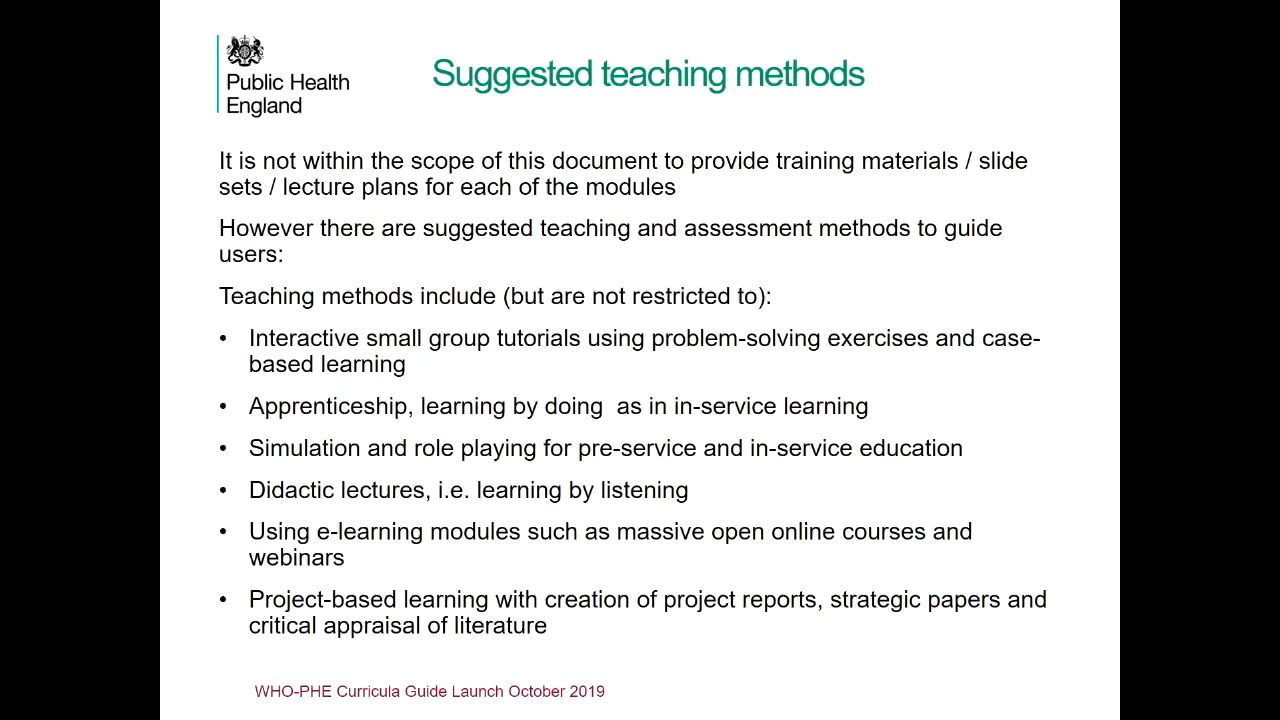 Public Health
England
Suggested teaching methods
It is not within the scope of this document to provide training materials / slide
sets / lecture plans for each of the modules
However there are suggested teaching and assessment methods to guide
users:
Teaching methods include (but are not restricted to):
• Interactive small group tutorials using problem-solving exercises and case-
based learning
• Apprenticeship, learning by doing  as in in-service learning
• Simulation and role playing for pre-service and in-service education
• Didactic lectures, i.e. learning by listening
• Using e-learning modules such as massive open online courses and
webinars
• Project-based learning with creation of project reports, strategic papers and
critical appraisal of literature
WHO-PHE Curricula Guide Launch October 2019